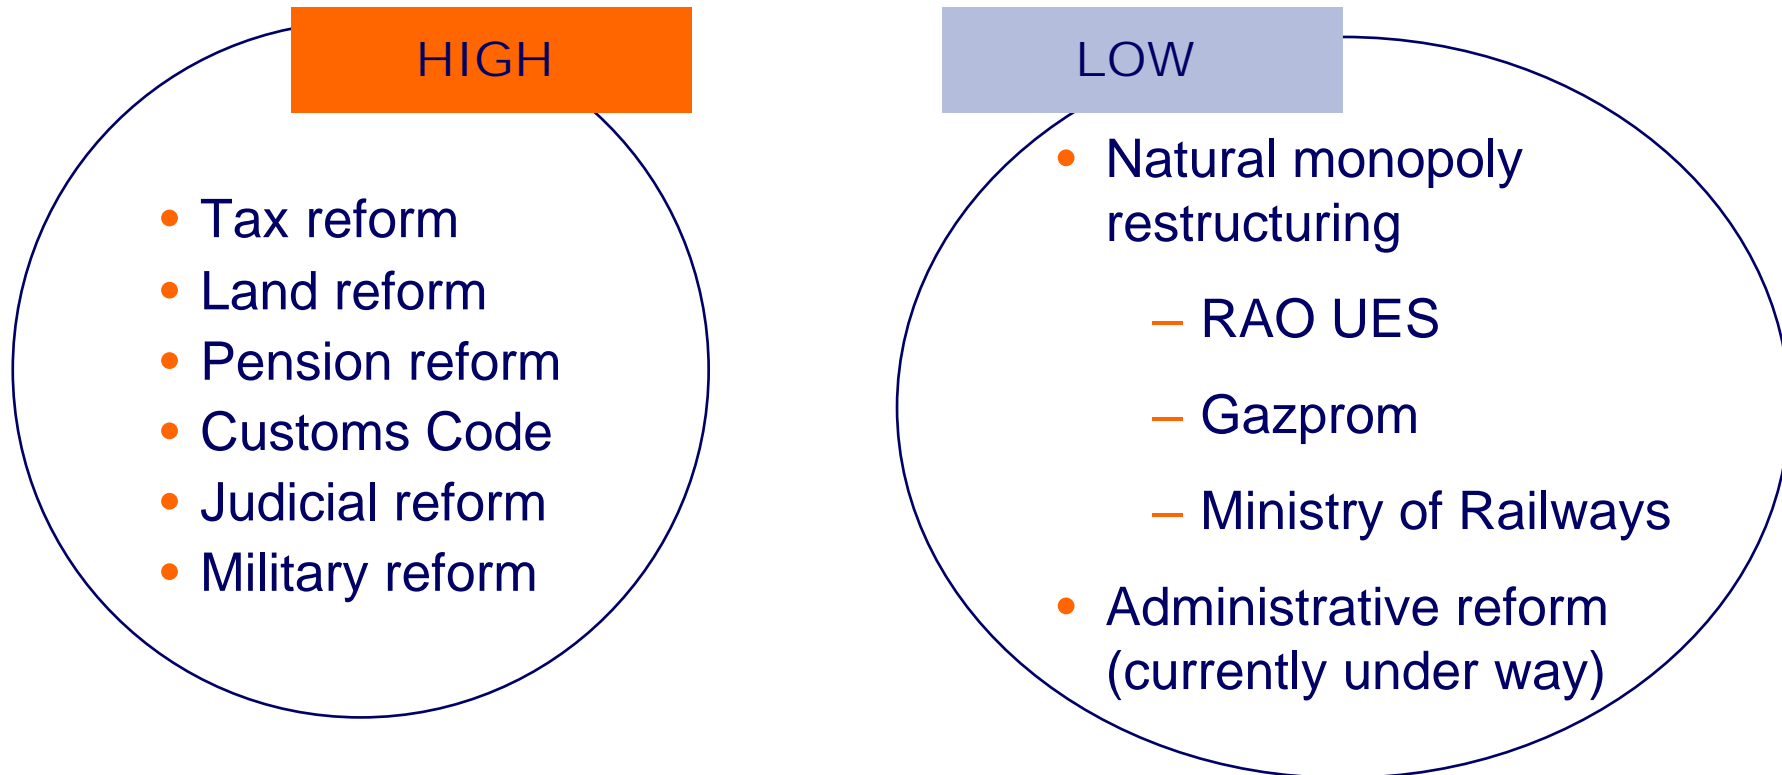 HIGH
• Tax reform
• Land reform
• Pension reform
• Customs Code
• Judicial reform
• Military reform
LOW
• Natural monopoly
restructuring
– RAO UES
– Gazprom
– Ministry of Railways
• Administrative reform
(currently under way)